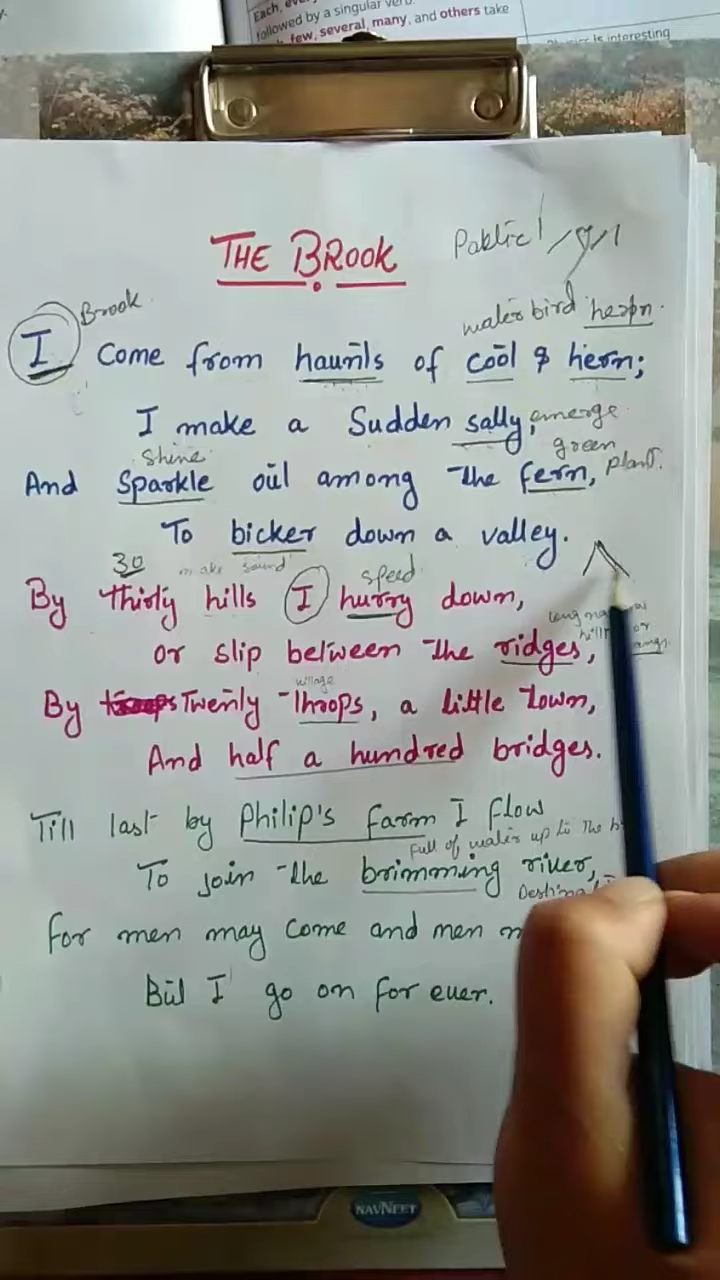 Each,
followed by a singular verb.
few, several, many, and others take
is interesting
THE BROOK
Brook
water bird
I Come from haunts of coot & hern;
I make a Sudden sally, emerge
shine green
And Sparkle out among the fern, plant.
To bicker down a valley.
30 make sound speed
By thirty hills I hurry down,
or slip between the ridges,
village
By Twenty Throps, a little Town,
And half a hundred bridges.
Till last by Philip's farm I flow
full of water up to the
To join the brimming river,
for men may come and men
But I go on for ever.
NAVNEET